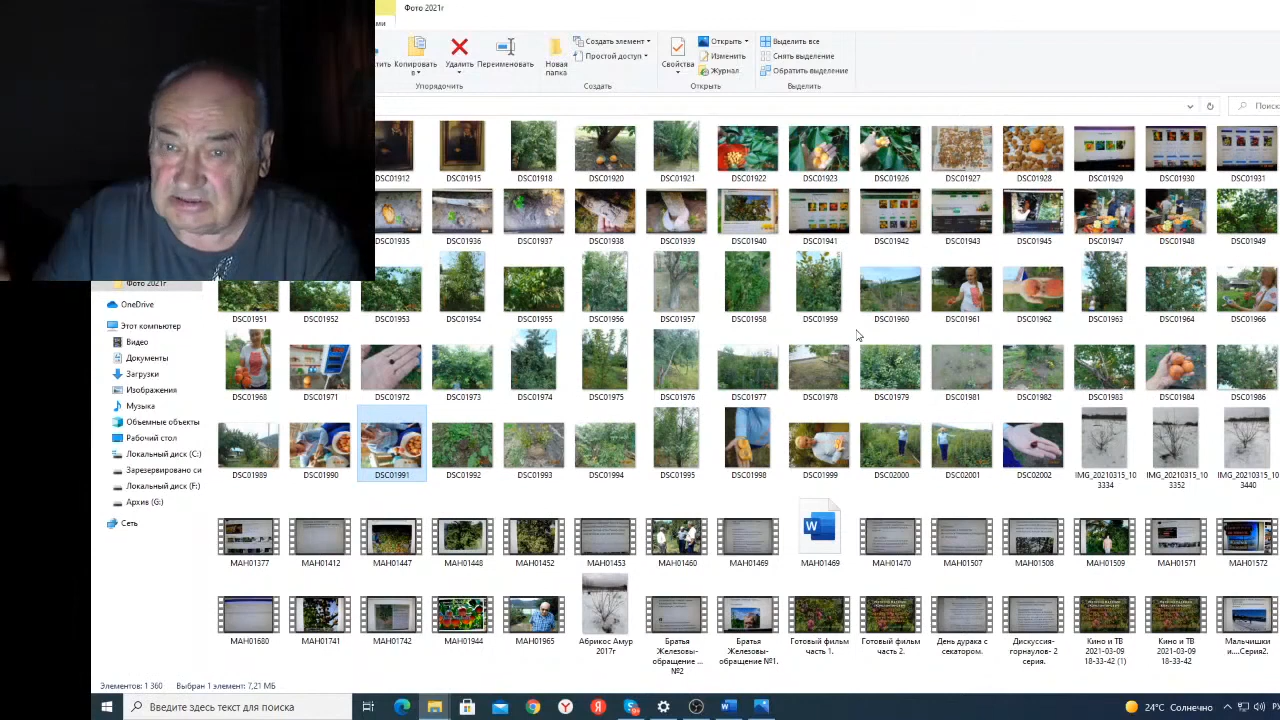 Фото 2021г
Копировать в
Удалить
Переименовать
Новая папка
Создать элемент
Простой доступ
Свойства
Открыть
Изменить
Журнал
Выделить все
Снять выделение
Обратить выделение
Упорядочить
Создать
Открыть
Выделить
DSC01912 DSC01915 DSC01918 DSC01920 DSC01921 DSC01922 DSC01923 DSC01926 DSC01927 DSC01928 DSC01929 DSC01930 DSC01931
DSC01935 DSC01936 DSC01937 DSC01938 DSC01939 DSC01940 DSC01941 DSC01942 DSC01943 DSC01945 DSC01947 DSC01948 DSC01949
Фото 2021г
OneDrive
Этот компьютер
Видео
Документы
Загрузки
Изображения
Музыка
Объемные объекты
Рабочий стол
Локальный диск (C:)
Зарезервировано си
Локальный диск (F:)
Архив (G:)
Сеть
DSC01951 DSC01952 DSC01953 DSC01954 DSC01955 DSC01956 DSC01957 DSC01958 DSC01959 DSC01960 DSC01961 DSC01962 DSC01963 DSC01964 DSC01966
DSC01968 DSC01971 DSC01972 DSC01973 DSC01974 DSC01975 DSC01976 DSC01977 DSC01978 DSC01979 DSC01981 DSC01982 DSC01983 DSC01984 DSC01986
DSC01989 DSC01990 DSC01991 DSC01992 DSC01993 DSC01994 DSC01995 DSC01998 DSC01999 DSC02000 DSC02001 DSC02002 IMG_20210315_103334 IMG_20210315_103352 IMG_20210315_103440
MAH01377 MAH01412 MAH01447 MAH01448 MAH01452 MAH01453 MAH01460 MAH01469 MAH01469 MAH01470 MAH01507 MAH01508 MAH01509 MAH01571 MAH01572
MAH01680 MAH01741 MAH01742 MAH01944 MAH01965
Абрикос Амур 2017г
Братья Железовы- обращение ... №2
Братья Железовы- обращение №1.
Готовый фильм часть 1.
Готовый фильм часть 2.
День дурака с секатором.
Дискуссия- горнаулов- 2 серия.
Кино и ТВ 2021-03-09 18-33-42 (1)
Кино и ТВ 2021-03-09 18-33-42
Мальчишки и....Серия2.
Элементов: 1 360 Выбран 1 элемент: 7,21 МБ
Введите здесь текст для поиска
24°C Солнечно